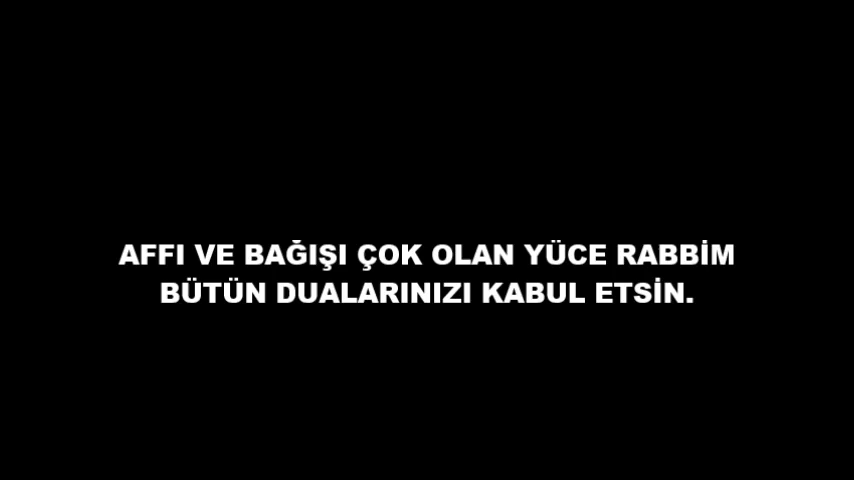 AFFI VE BAĞIŞI ÇOK OLAN YÜCE RABBİM
BÜTÜN DUALARINIZI KABUL ETSİN.